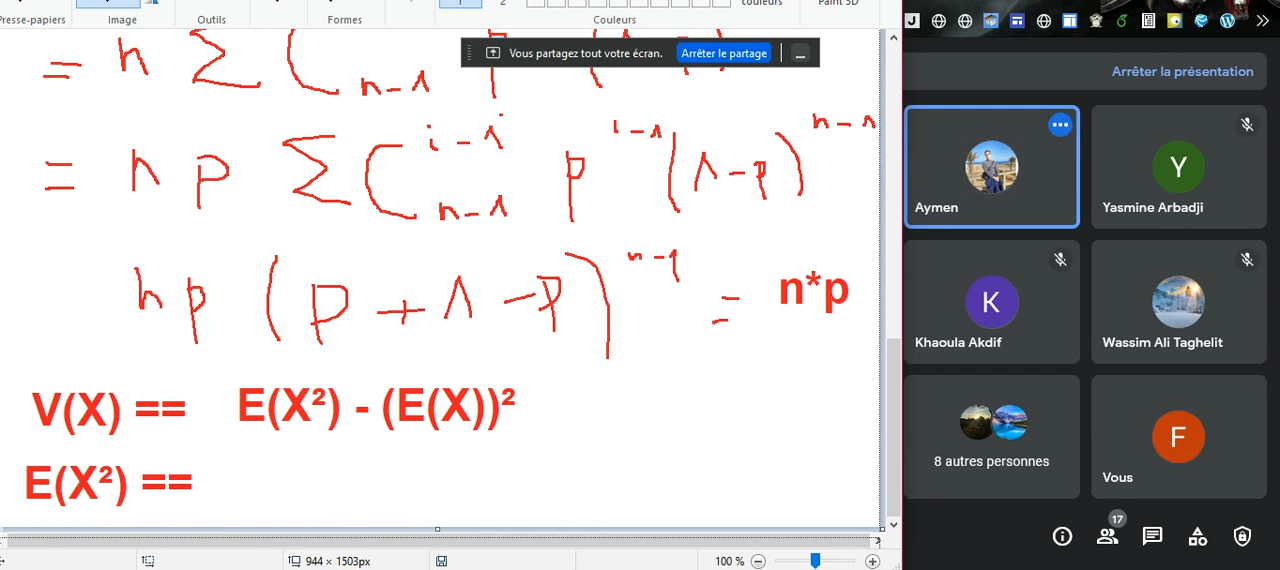 Presse-papiers Image Outils Formes Couleurs couleurs Paint 3D
1 2
Vous partagez tout votre écran. Arrêter le partage
= n Σ C n-1
= n p Σ C i-1 n-1 p i-1 (1-p) n-1
n p (p + 1 - p) n-1 = n*p
V(X) == E(X²) - (E(X))²
E(X²) ==
944 × 1503px 100 %
Arrêter la présentation
Aymen
Y
Yasmine Arbadji
K
Khaoula Akdif
Wassim Ali Taghelit
8 autres personnes
F
Vous
17